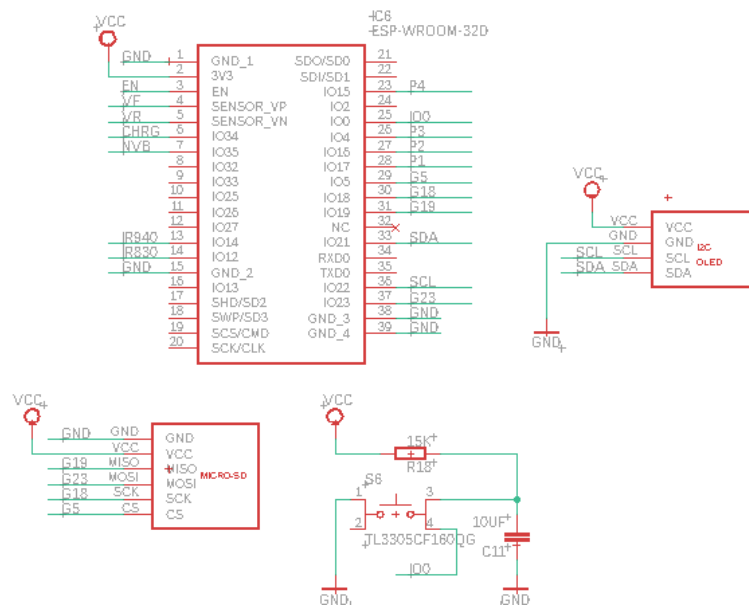 IC6
ESP-WROOM-32D
VCC
GND 1 GND_1 SDO/SD0 21
2 3V3 SDI/SD1 22
EN 3 EN IO15 23 P4
VF 4 SENSOR_VP IO2 24
VR 5 SENSOR_VN IO0 25 IO0
CHRG 6 IO34 IO4 26 P3
NVB 7 IO35 IO16 27 P2
8 IO32 IO17 28 P1
9 IO33 IO5 29 G5
10 IO25 IO18 30 G18
11 IO26 IO19 31 G19
12 IO27 NC 32
IR940 13 IO14 IO21 33 SDA
IR830 14 IO12 RXD0 34
GND 15 GND_2 TXD0 35
16 IO13 IO22 36 SCL
17 SHD/SD2 IO23 37 G23
18 SWP/SD3 GND_3 38 GND
19 SCS/CMD GND_4 39 GND
20 SCK/CLK
VCC
VCC VCC
GND GND I2C
SCL SCL SCL OLED
SDA SDA SDA
GND
VCC
GND GND GND
VCC VCC
G19 MISO MISO MICRO-SD
G23 MOSI MOSI
G18 SCK SCK
G5 CS CS
VCC
15K
R18
S6
1 3
2 4
TL3305CF160QG
10UF
C11
IO0
GND
GND